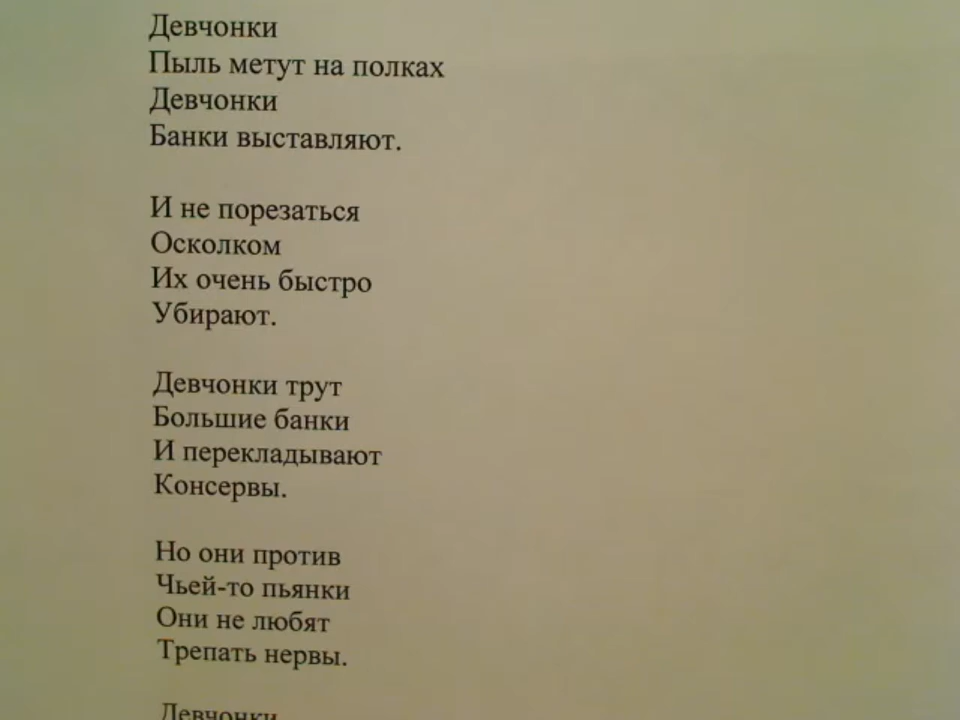 Девчонки
Пыль метут на полках
Девчонки
Банки выставляют.
И не порезаться
Осколком
Их очень быстро
Убирают.
Девчонки трут
Большие банки
И перекладывают
Консервы.
Но они против
Чьей-то пьянки
Они не любят
Трепать нервы.
Девчонки